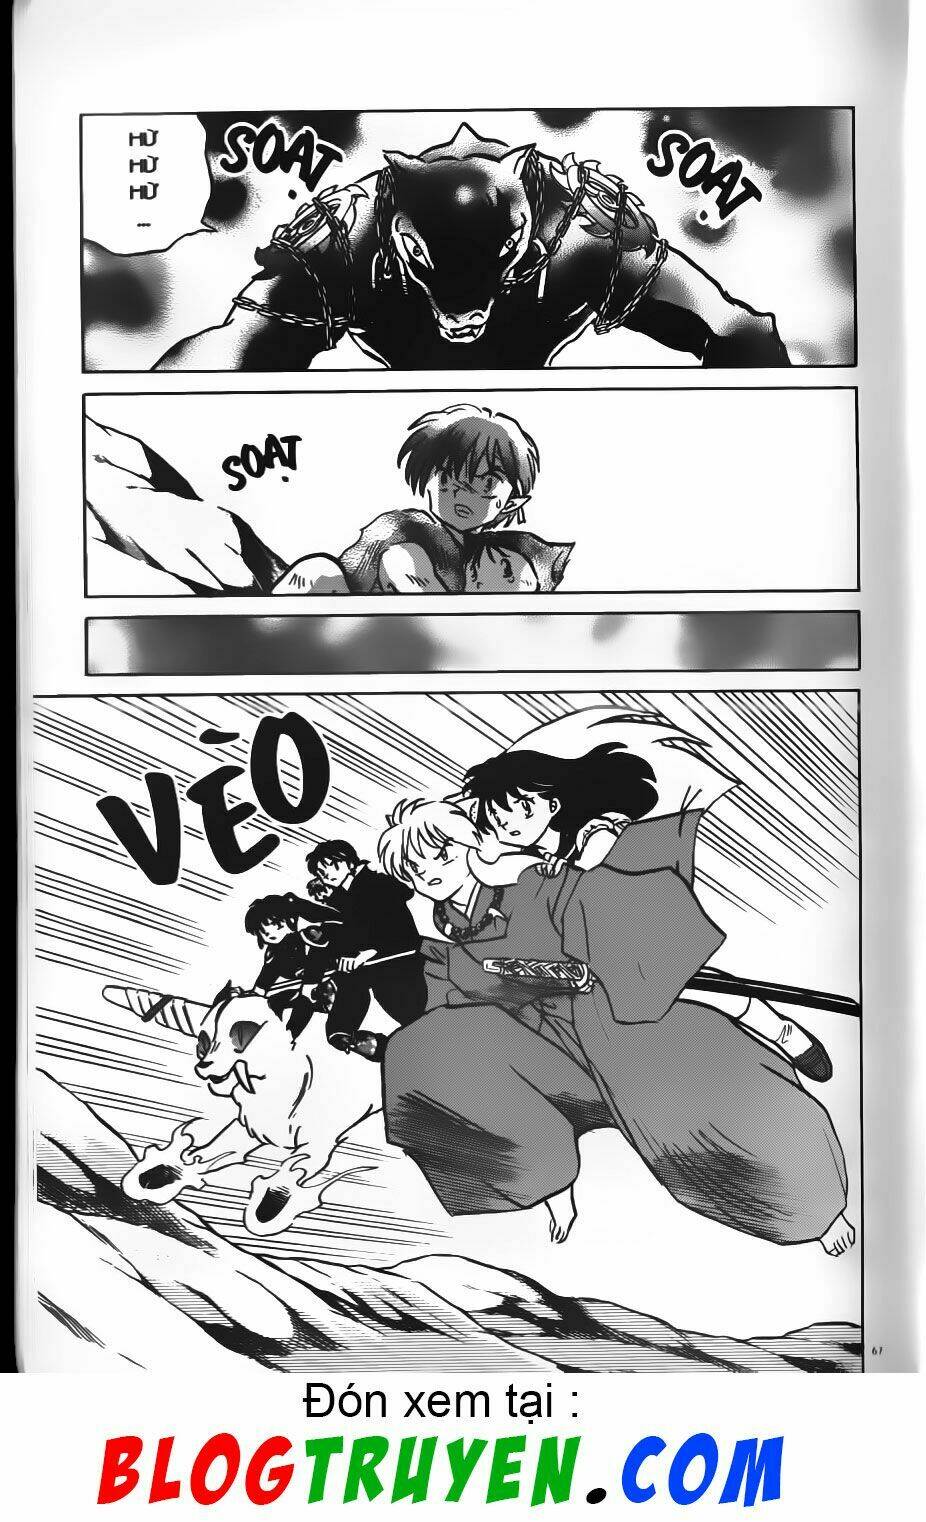 HỪ
HỪ
HỪ
...
SOẠT
SOẠT
SOẠT
VÈO
61
Đón xem tại :
BLOGTRUYEN.COM